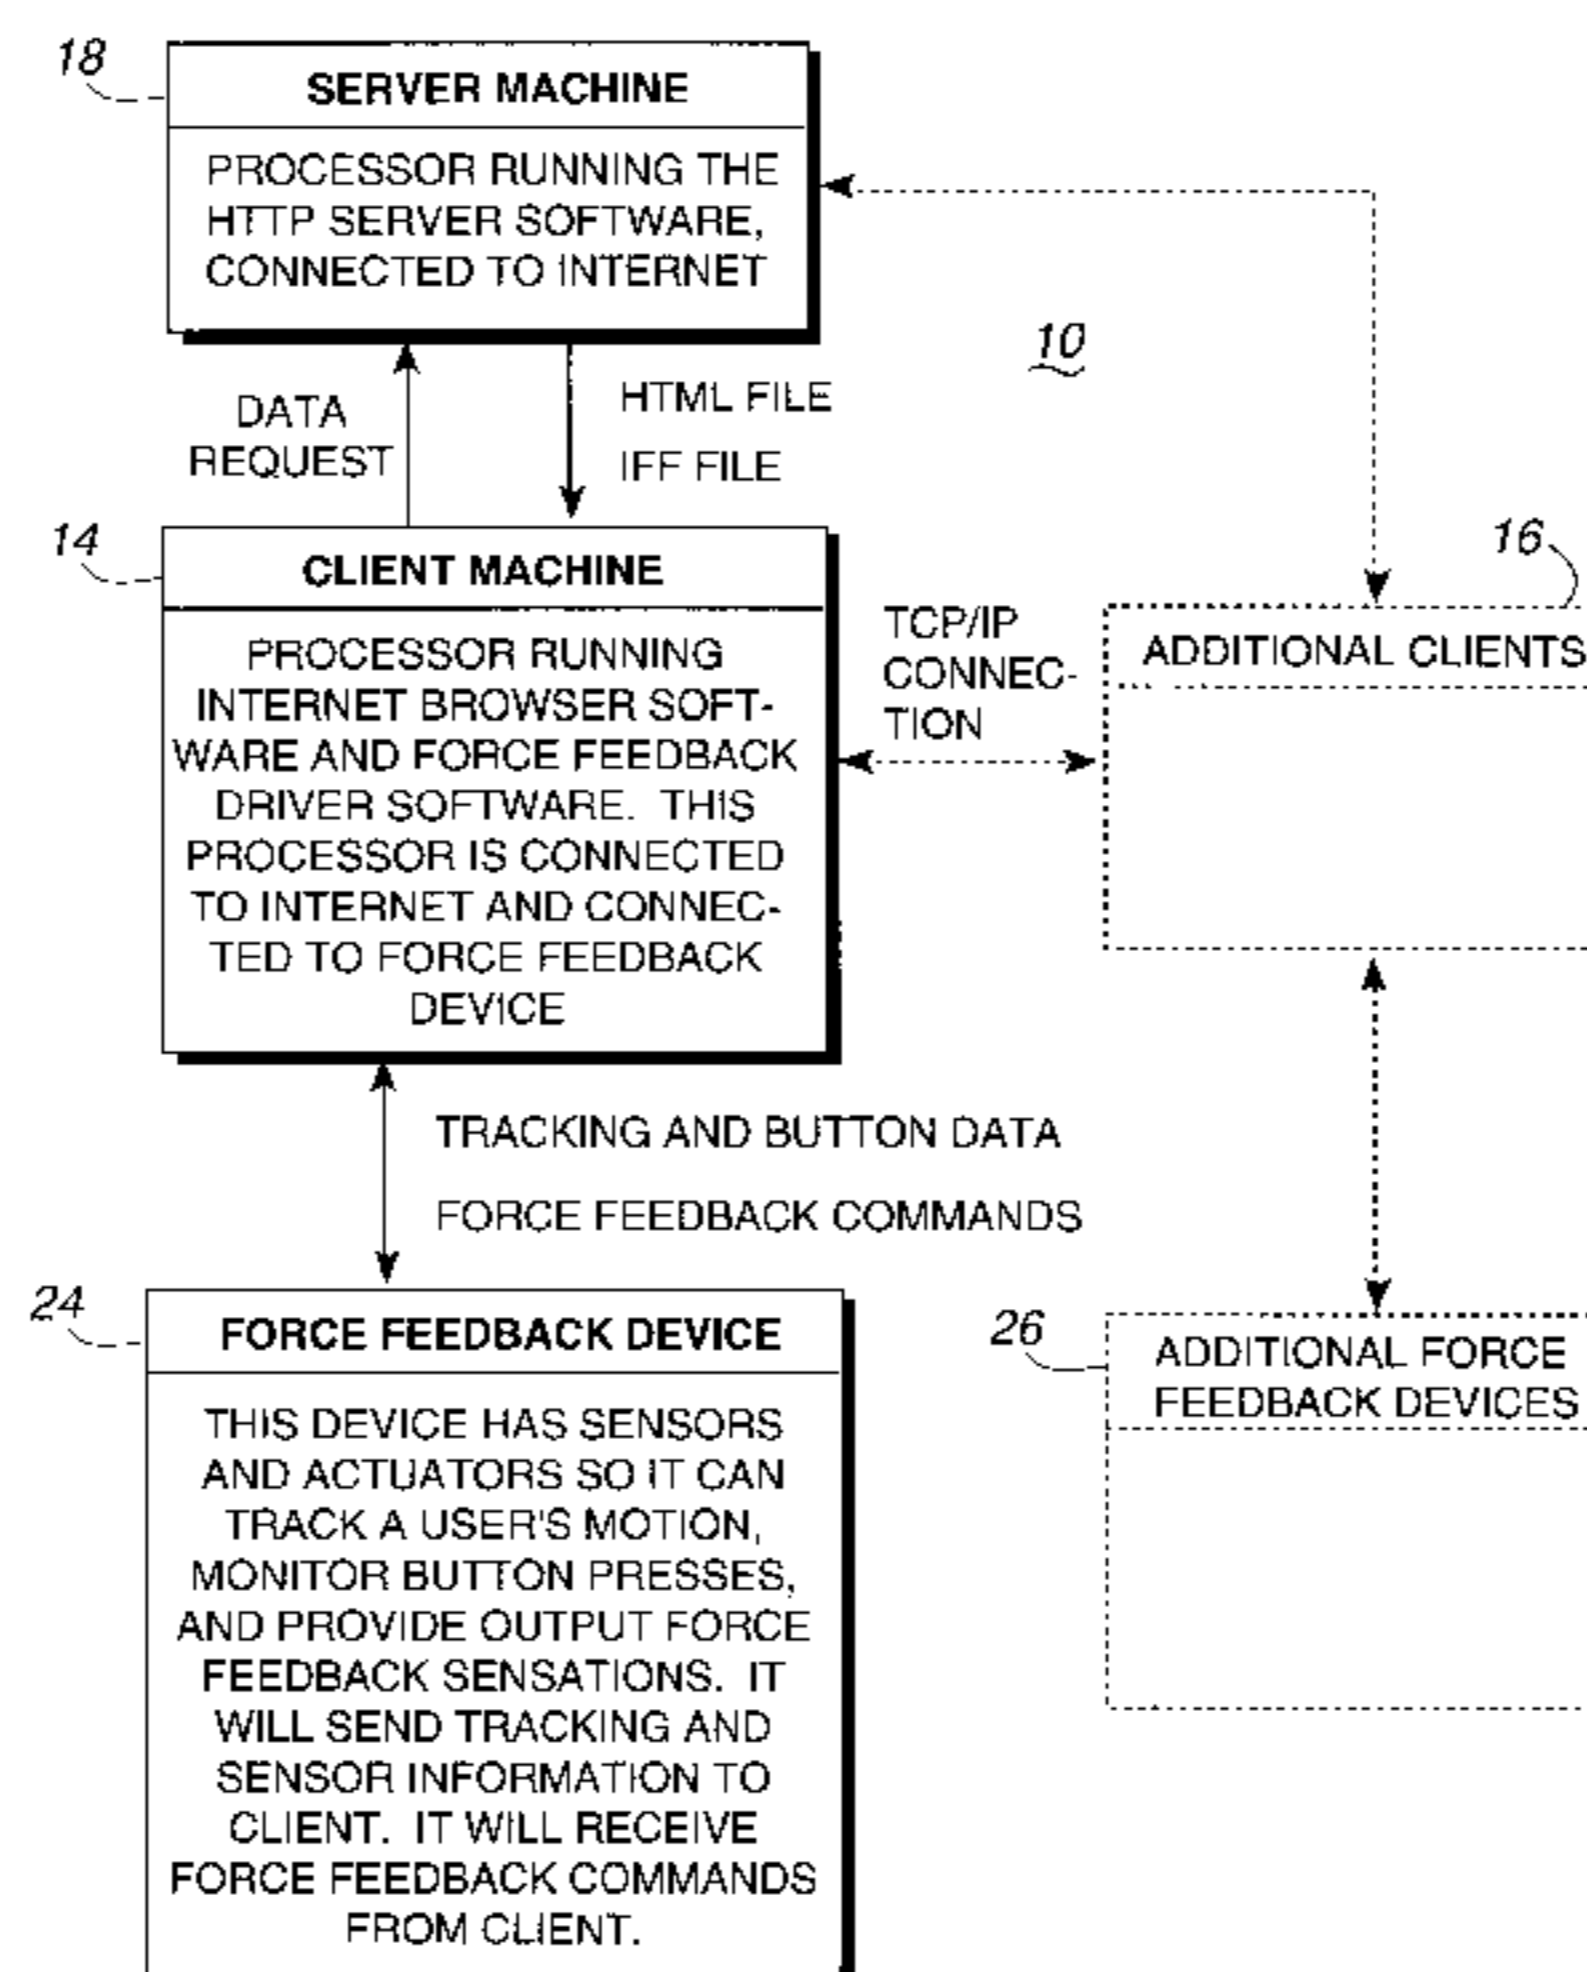 18
SERVER MACHINE
PROCESSOR RUNNING THE
HTTP SERVER SOFTWARE,
CONNECTED TO INTERNET
10
DATA
REQUEST
HTML FILE
IFF FILE
14
CLIENT MACHINE
PROCESSOR RUNNING
INTERNET BROWSER SOFT-
WARE AND FORCE FEEDBACK
DRIVER SOFTWARE. THIS
PROCESSOR IS CONNECTED
TO INTERNET AND CONNEC-
TED TO FORCE FEEDBACK
DEVICE
TCP/IP
CONNEC-
TION
16
ADDITIONAL CLIENTS
TRACKING AND BUTTON DATA
FORCE FEEDBACK COMMANDS
24
FORCE FEEDBACK DEVICE
THIS DEVICE HAS SENSORS
AND ACTUATORS SO IT CAN
TRACK A USER'S MOTION,
MONITOR BUTTON PRESSES,
AND PROVIDE OUTPUT FORCE
FEEDBACK SENSATIONS. IT
WILL SEND TRACKING AND
SENSOR INFORMATION TO
CLIENT. IT WILL RECEIVE
FORCE FEEDBACK COMMANDS
FROM CLIENT.
26
ADDITIONAL FORCE
FEEDBACK DEVICES